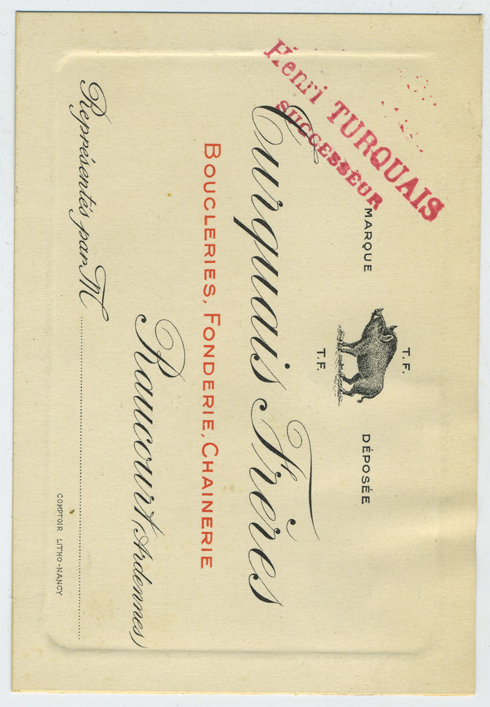 Henri TURQUAIS
SUCCESSEUR
T.F.
MARQUE DÉPOSÉE
T.F.
Turquais Frères
BOUCLERIES, FONDERIE, CHAINERIE
Raucourt (Ardennes)
Représentés par M
COMPTOIR LITHO-NANCY